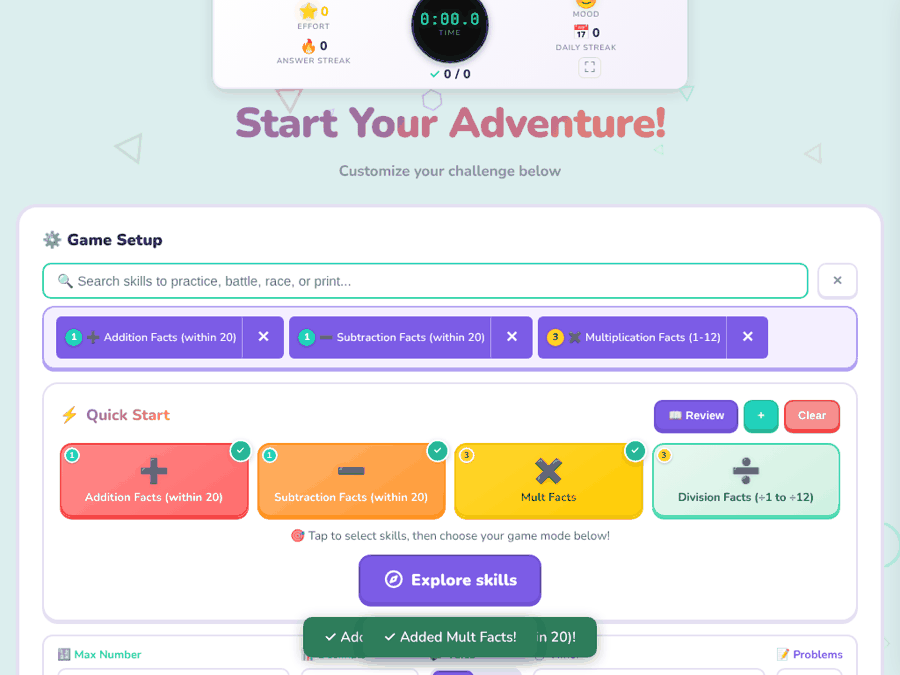 0
EFFORT
0
ANSWER STREAK
0:00.0
TIME
✓ 0 / 0
MOOD
0
DAILY STREAK
Start Your Adventure!
Customize your challenge below
Game Setup
Search skills to practice, battle, race, or print...
×
1 Addition Facts (within 20) ✕
1 Subtraction Facts (within 20) ✕
3 Multiplication Facts (1-12) ✕
Quick Start
Review
+
Clear
1 Addition Facts (within 20)
1 Subtraction Facts (within 20)
3 Mult Facts
3 Division Facts (÷1 to ÷12)
Tap to select skills, then choose your game mode below!
Explore skills
✓ Added Mult Facts!
in 20)!
Max Number
Problems